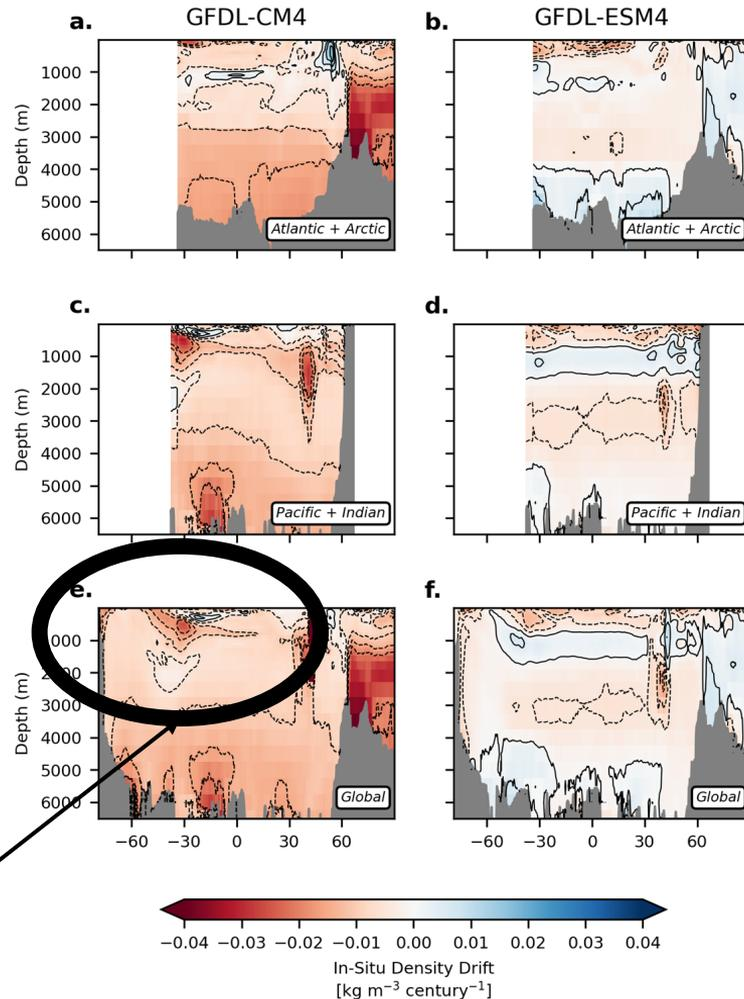 GFDL-CM4
GFDL-ESM4
a.
b.
Depth (m)
1000
2000
3000
4000
5000
6000
Atlantic + Arctic
Atlantic + Arctic
c.
d.
Depth (m)
1000
2000
3000
4000
5000
6000
Pacific + Indian
Pacific + Indian
e.
f.
Depth (m)
3000
4000
5000
Global
Global
−60 −30 0 30 60
−60 −30 0 30 60
−0.04 −0.03 −0.02 −0.01 0.00 0.01 0.02 0.03 0.04
In-Situ Density Drift
[kg m⁻³ century⁻¹]